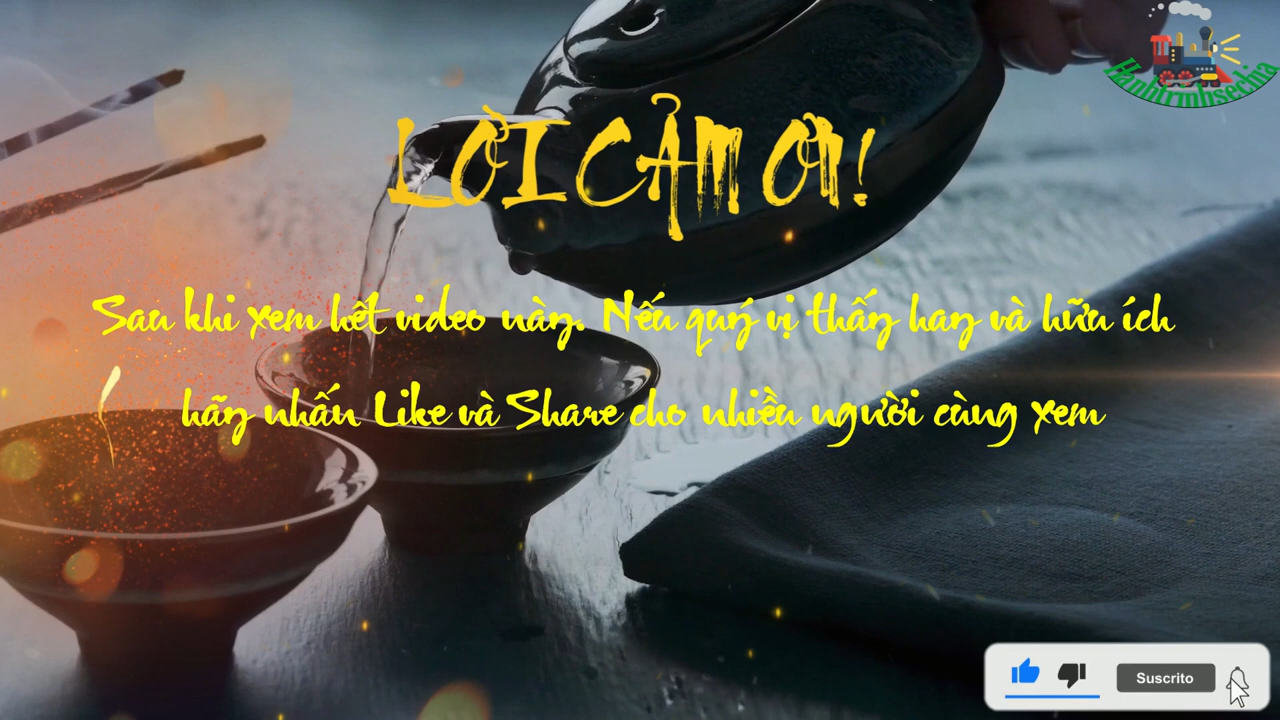 Hanhtrinhsechia
LỜI CẢM ƠN!
Sau khi xem hết video này. Nếu quý vị thấy hay và hữu ích
hãy nhấn Like và Share cho nhiều người cùng xem
Suscrito